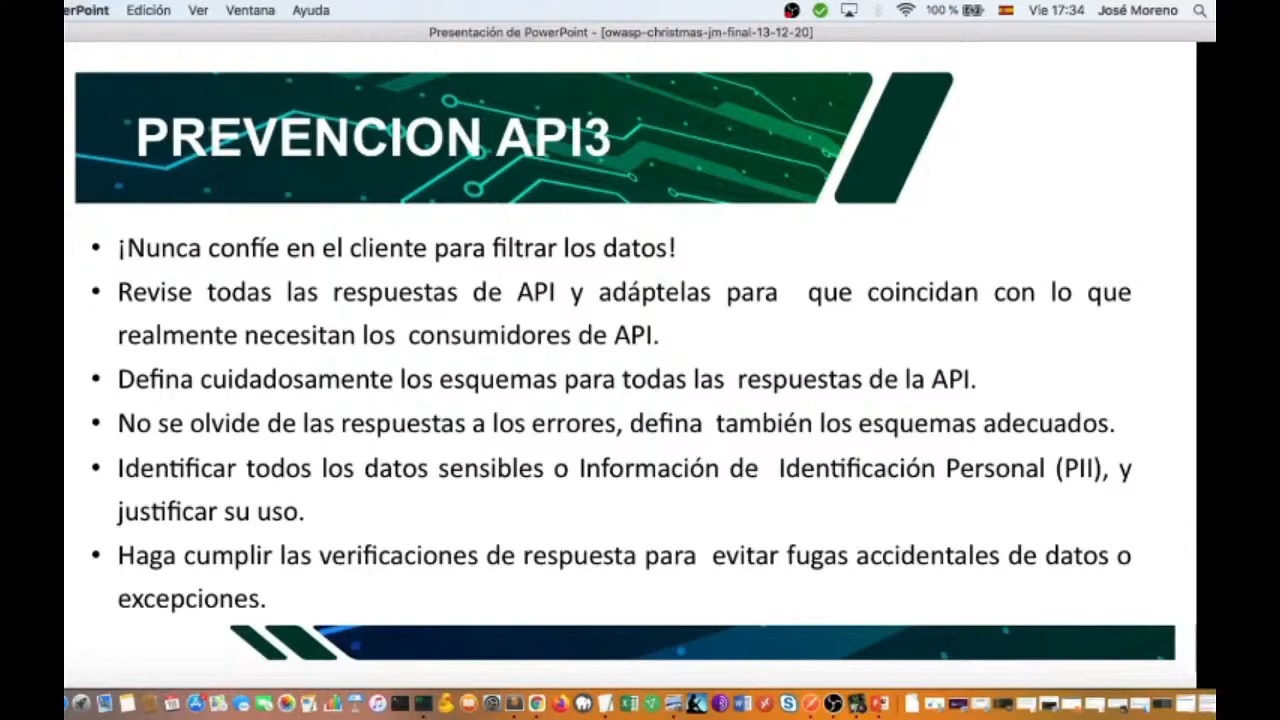 erPoint Edición Ver Ventana Ayuda 100 % Vie 17:34 José Moreno
Presentación de PowerPoint - [owasp-christmas-jm-final-13-12-20]
PREVENCION API3
• ¡Nunca confíe en el cliente para filtrar los datos!
• Revise todas las respuestas de API y adáptelas para que coincidan con lo que
realmente necesitan los consumidores de API.
• Defina cuidadosamente los esquemas para todas las respuestas de la API.
• No se olvide de las respuestas a los errores, defina también los esquemas adecuados.
• Identificar todos los datos sensibles o Información de Identificación Personal (PII), y
justificar su uso.
• Haga cumplir las verificaciones de respuesta para evitar fugas accidentales de datos o
excepciones.